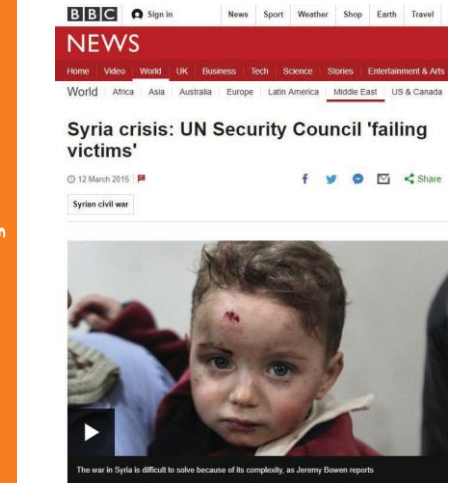 BBC Sign in News Sport Weather Shop Earth Travel
NEWS
Home Video World UK Business Tech Science Stories Entertainment & Arts
World Africa Asia Australia Europe Latin America Middle East US & Canada
Syria crisis: UN Security Council 'failing
victims'
12 March 2015
Share
Syrian civil war
The war in Syria is difficult to solve because of its complexity, as Jeremy Bowen reports